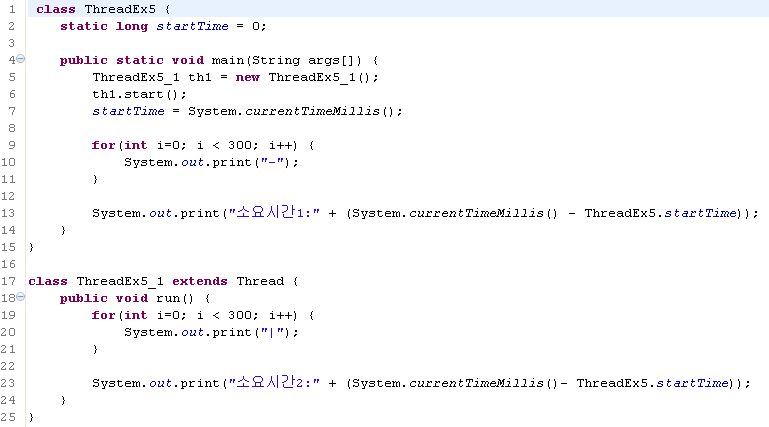 1 class ThreadEx5 {
2 static long startTime = 0;
3
4 public static void main(String args[]) {
5 ThreadEx5_1 th1 = new ThreadEx5_1();
6 th1.start();
7 startTime = System.currentTimeMillis();
8
9 for(int i=0; i < 300; i++) {
10 System.out.print("-");
11 }
12
13 System.out.print("소요시간1:" + (System.currentTimeMillis() - ThreadEx5.startTime));
14 }
15 }
16
17 class ThreadEx5_1 extends Thread {
18 public void run() {
19 for(int i=0; i < 300; i++) {
20 System.out.print("|");
21 }
22
23 System.out.print("소요시간2:" + (System.currentTimeMillis()- ThreadEx5.startTime));
24 }
25 }